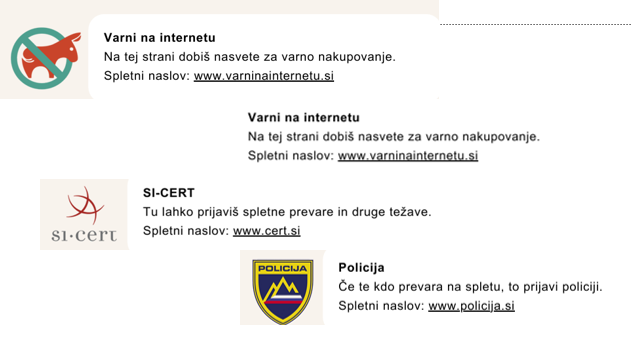 Varni na internetu
Na tej strani dobiš nasvete za varno nakupovanje.
Spletni naslov: www.varninainternetu.si
Varni na internetu
Na tej strani dobiš nasvete za varno nakupovanje.
Spletni naslov: www.varninainternetu.si
SI-CERT
Tu lahko prijaviš spletne prevare in druge težave.
Spletni naslov: www.cert.si
si·cert
POLICIJA
Policija
Če te kdo prevara na spletu, to prijavi policiji.
Spletni naslov: www.policija.si